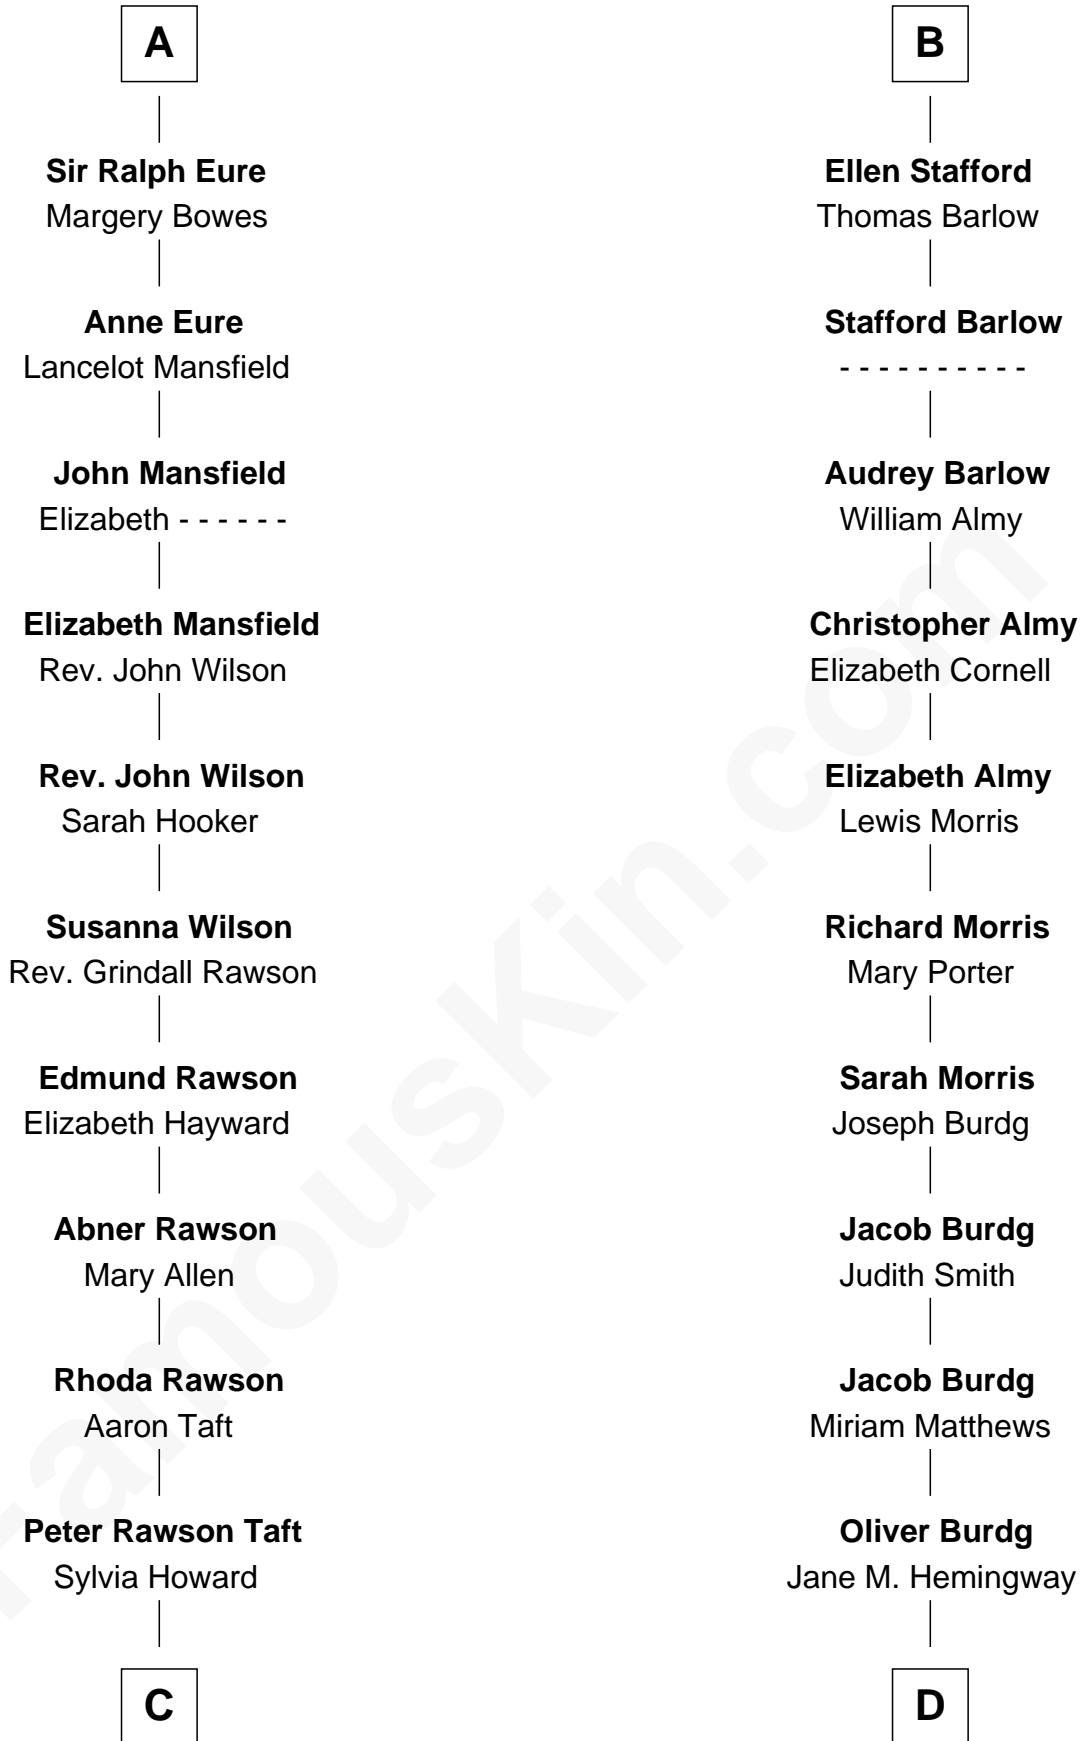 A
Sir Ralph Eure
Margery Bowes
Anne Eure
Lancelot Mansfield
John Mansfield
Elizabeth - - - - - -
Elizabeth Mansfield
Rev. John Wilson
Rev. John Wilson
Sarah Hooker
Susanna Wilson
Rev. Grindall Rawson
Edmund Rawson
Elizabeth Hayward
Abner Rawson
Mary Allen
Rhoda Rawson
Aaron Taft
Peter Rawson Taft
Sylvia Howard
C
B
Ellen Stafford
Thomas Barlow
Stafford Barlow
- - - - - - - - - -
Audrey Barlow
William Almy
Christopher Almy
Elizabeth Cornell
Elizabeth Almy
Lewis Morris
Richard Morris
Mary Porter
Sarah Morris
Joseph Burdg
Jacob Burdg
Judith Smith
Jacob Burdg
Miriam Matthews
Oliver Burdg
Jane M. Hemingway
D
FamousKin.com